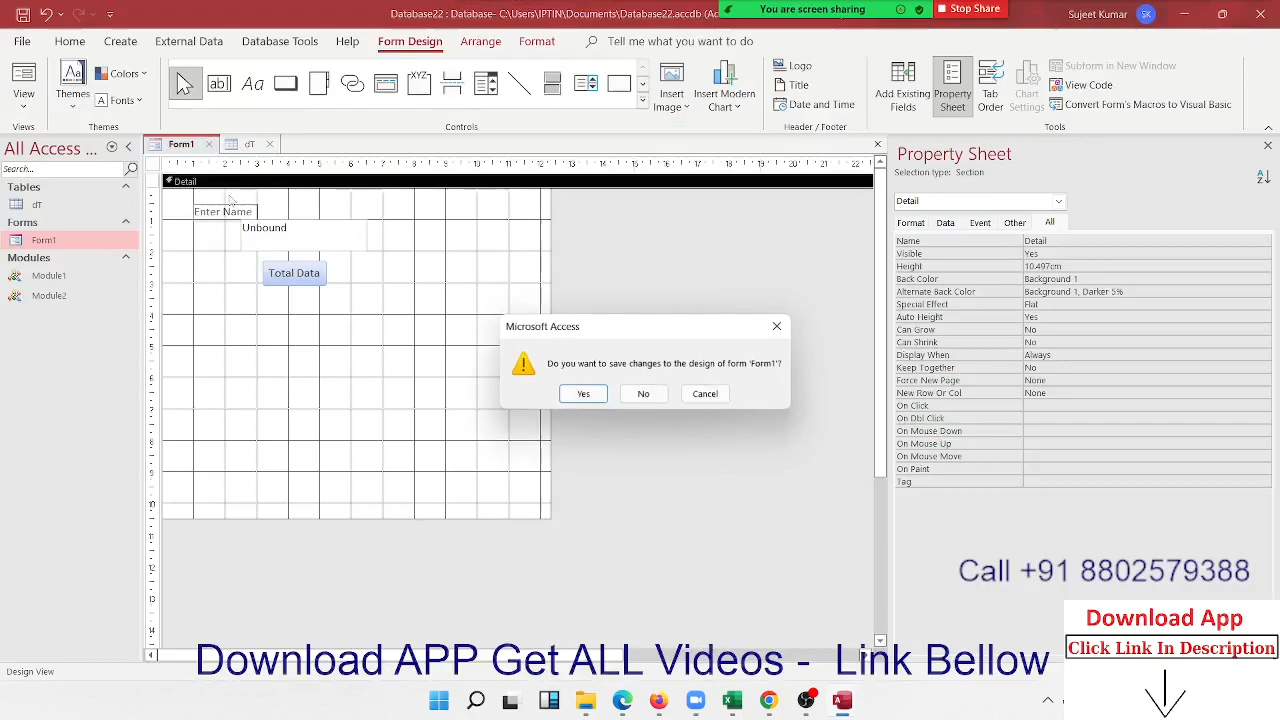 Database22 : Database- C:\Users\IPTIN\Documents\Database22.accdb (Ac
You are screen sharing
Stop Share
Sujeet Kumar
SK
File
Home
Create
External Data
Database Tools
Help
Form Design
Arrange
Format
Tell me what you want to do
View
Themes
Colors
Fonts
Aa
XYZ
Insert
Image
Insert Modern
Chart
Logo
Title
Date and Time
Add Existing
Fields
Property
Sheet
Tab
Order
Chart
Settings
Subform in New Window
View Code
Convert Form's Macros to Visual Basic
Views
Themes
Controls
Header / Footer
Tools
All Access ...
Search...
Tables
dT
Forms
Form1
Modules
Module1
Module2
Form1
dT
Detail
Enter Name
Unbound
Total Data
Microsoft Access
Do you want to save changes to the design of form 'Form1'?
Yes
No
Cancel
Property Sheet
Selection type: Section
Detail
Format
Data
Event
Other
All
Name Detail
Visible Yes
Height 10.497cm
Back Color Background 1
Alternate Back Color Background 1, Darker 5%
Special Effect Flat
Auto Height Yes
Can Grow No
Can Shrink No
Display When Always
Keep Together No
Force New Page None
New Row Or Col None
On Click
On Dbl Click
On Mouse Down
On Mouse Up
On Mouse Move
On Paint
Tag
Call +91 8802579388
Download App
Click Link In Description
Download APP Get ALL Videos - Link Bellow
Design View